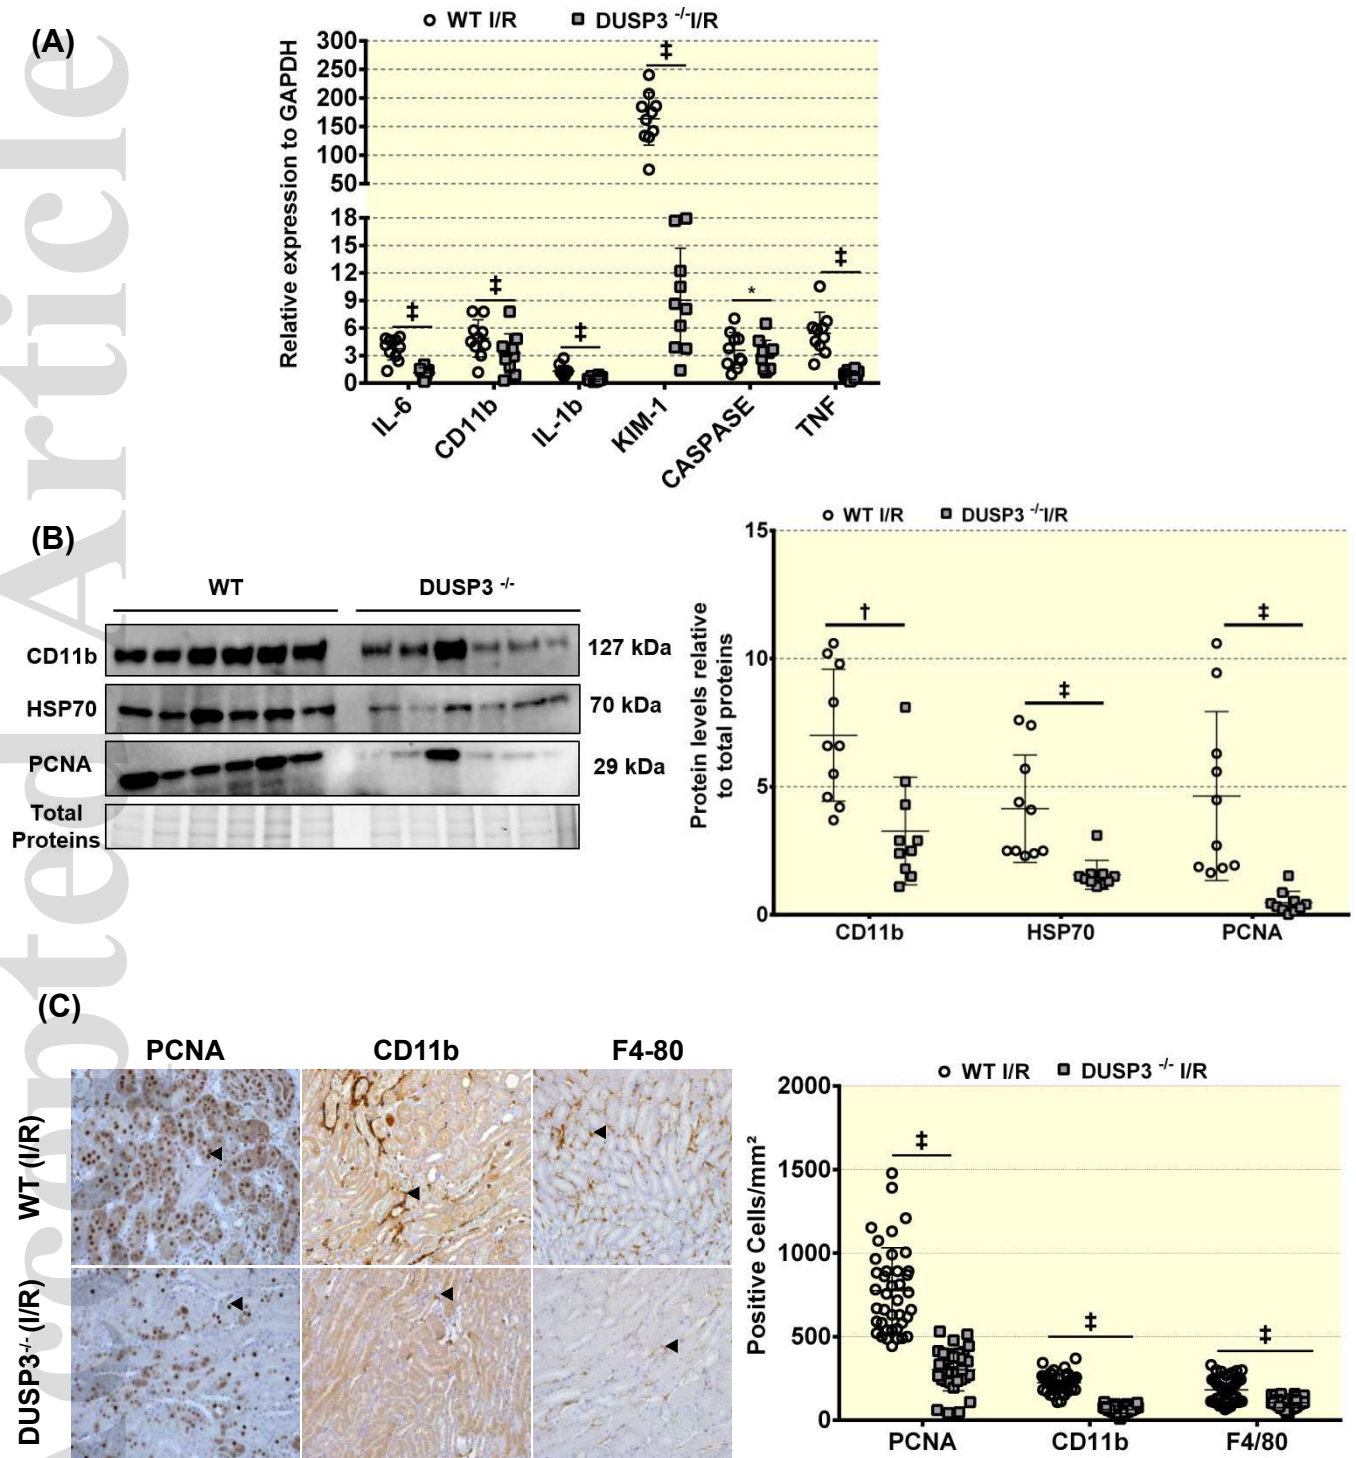 Accepted Article
(A)
WT I/R
DUSP3 -/-I/R
Relative expression to GAPDH
300
250
200
150
100
50
18
15
12
9
6
3
0
‡
‡
‡
‡
*
‡
IL-6
CD11b
IL-1b
KIM-1
CASPASE
TNF
(B)
WT
DUSP3 -/-
CD11b
127 kDa
HSP70
70 kDa
PCNA
29 kDa
Total
Proteins
WT I/R
DUSP3 -/-I/R
Protein levels relative
to total proteins
15
10
5
0
†
‡
‡
CD11b
HSP70
PCNA
(C)
PCNA
CD11b
F4-80
WT (I/R)
DUSP3-/- (I/R)
WT I/R
DUSP3 -/- I/R
Positive Cells/mm²
2000
1500
1000
500
0
‡
‡
‡
PCNA
CD11b
F4/80